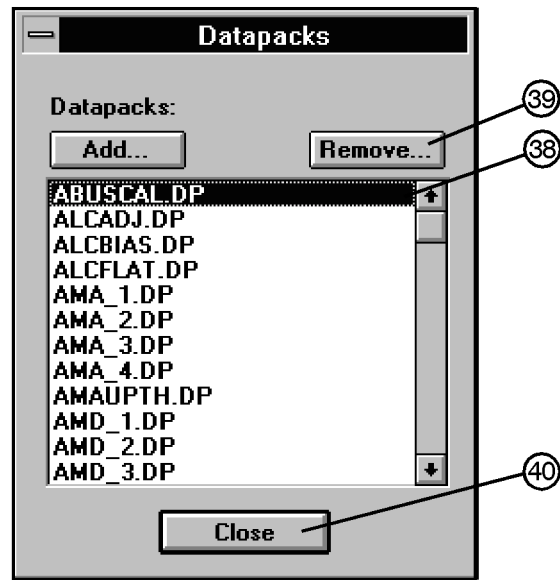 Datapacks
Datapacks:
Add... Remove...
39
38
ABUSCAL.DP
ALCADJ.DP
ALCBIAS.DP
ALCFLAT.DP
AMA_1.DP
AMA_2.DP
AMA_3.DP
AMA_4.DP
AMAUPTH.DP
AMD_1.DP
AMD_2.DP
AMD_3.DP
40
Close